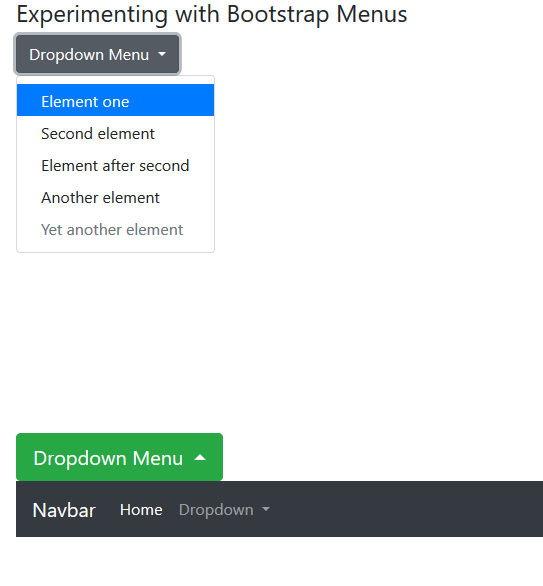 Experimenting with Bootstrap Menus
Dropdown Menu
Element one
Second element
Element after second
Another element
Yet another element
Dropdown Menu
Navbar Home Dropdown